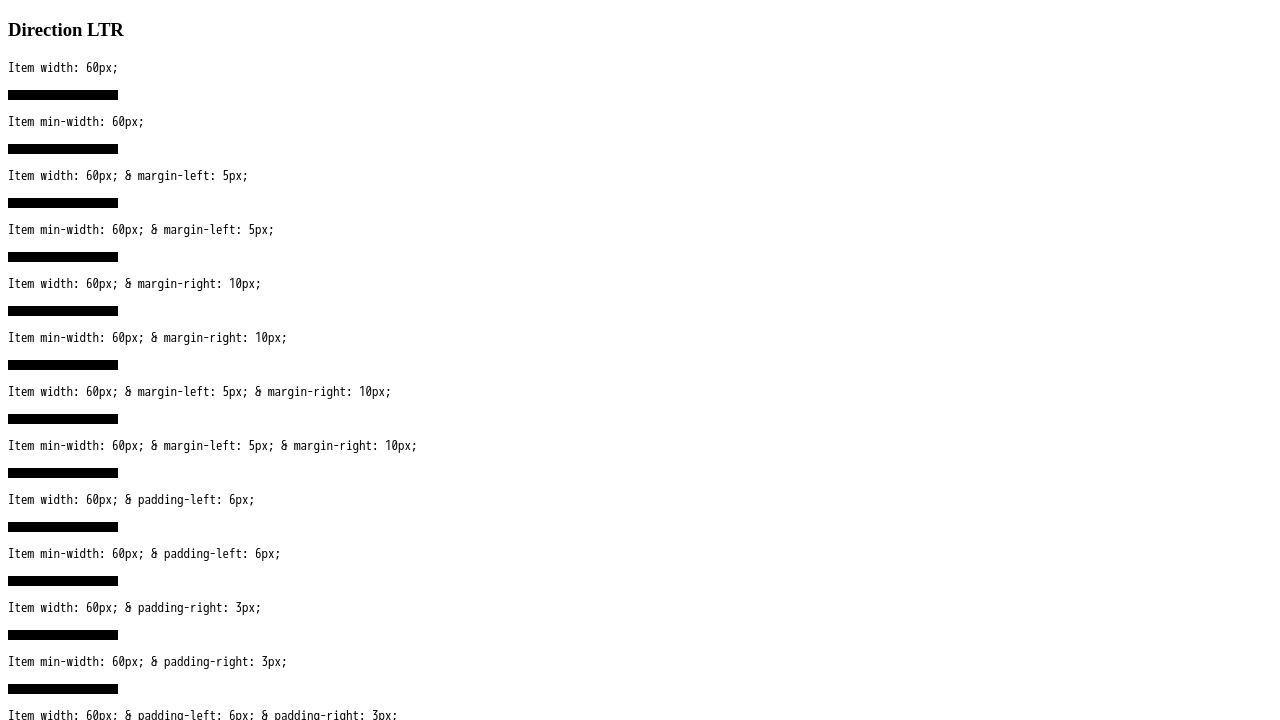 Direction LTR
Item width: 60px;
Item min-width: 60px;
Item width: 60px; & margin-left: 5px;
Item min-width: 60px; & margin-left: 5px;
Item width: 60px; & margin-right: 10px;
Item min-width: 60px; & margin-right: 10px;
Item width: 60px; & margin-left: 5px; & margin-right: 10px;
Item min-width: 60px; & margin-left: 5px; & margin-right: 10px;
Item width: 60px; & padding-left: 6px;
Item min-width: 60px; & padding-left: 6px;
Item width: 60px; & padding-right: 3px;
Item min-width: 60px; & padding-right: 3px;
Item width: 60px; & padding-left: 6px; & padding-right: 3px;